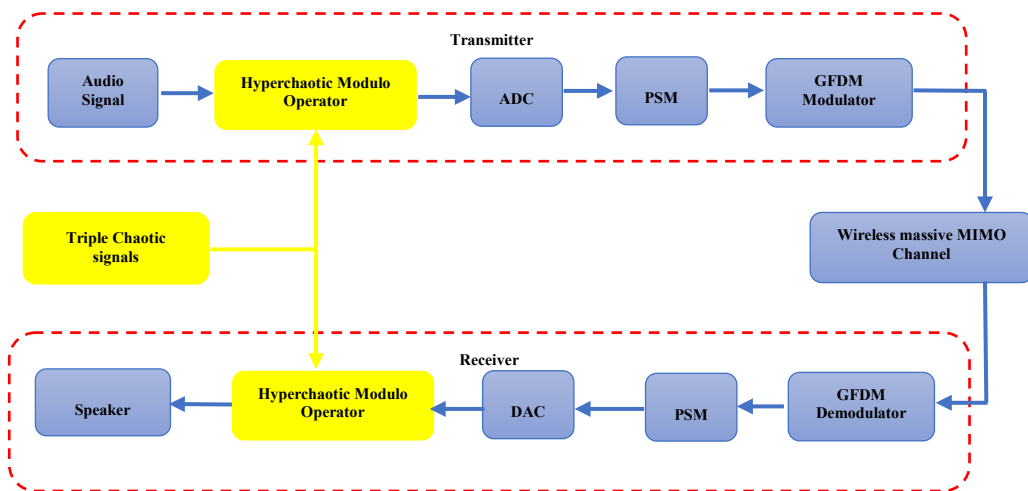 Transmitter
Audio
Signal
Hyperchaotic Modulo
Operator
ADC
PSM
GFDM
Modulator
Triple Chaotic
signals
Wireless massive MIMO
Channel
Receiver
Speaker
Hyperchaotic Modulo
Operator
DAC
PSM
GFDM
Demodulator